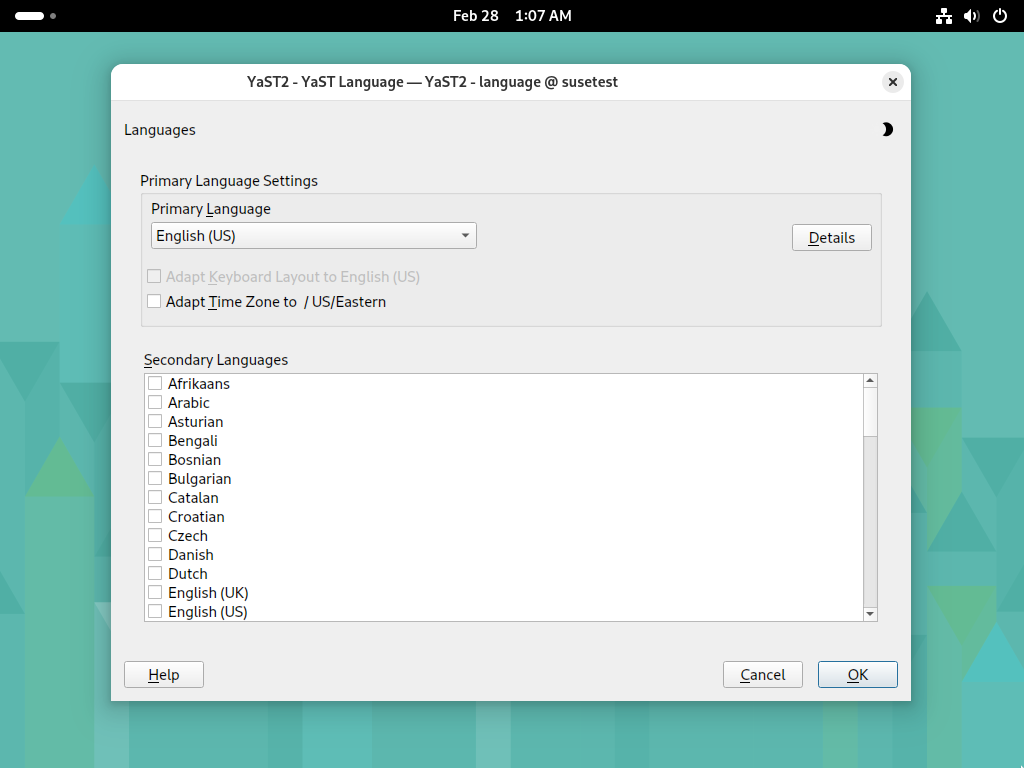 Feb 28 1:07 AM
YaST2 - YaST Language — YaST2 - language @ susetest
Languages
Primary Language Settings
Primary Language
English (US)
Details
Adapt Keyboard Layout to English (US)
Adapt Time Zone to / US/Eastern
Secondary Languages
Afrikaans
Arabic
Asturian
Bengali
Bosnian
Bulgarian
Catalan
Croatian
Czech
Danish
Dutch
English (UK)
English (US)
Help
Cancel
OK